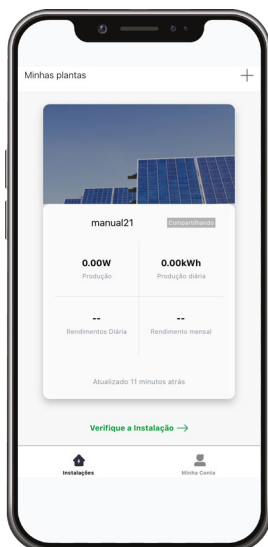 Minhas plantas
manual21 Compartilhando
0.00W 0.00kWh
Produção Produção diária
-- --
Rendimentos Diária Rendimento mensal
Atualizado 11 minutos atrás
Verifique a Instalação →
Instalações Minha Conta